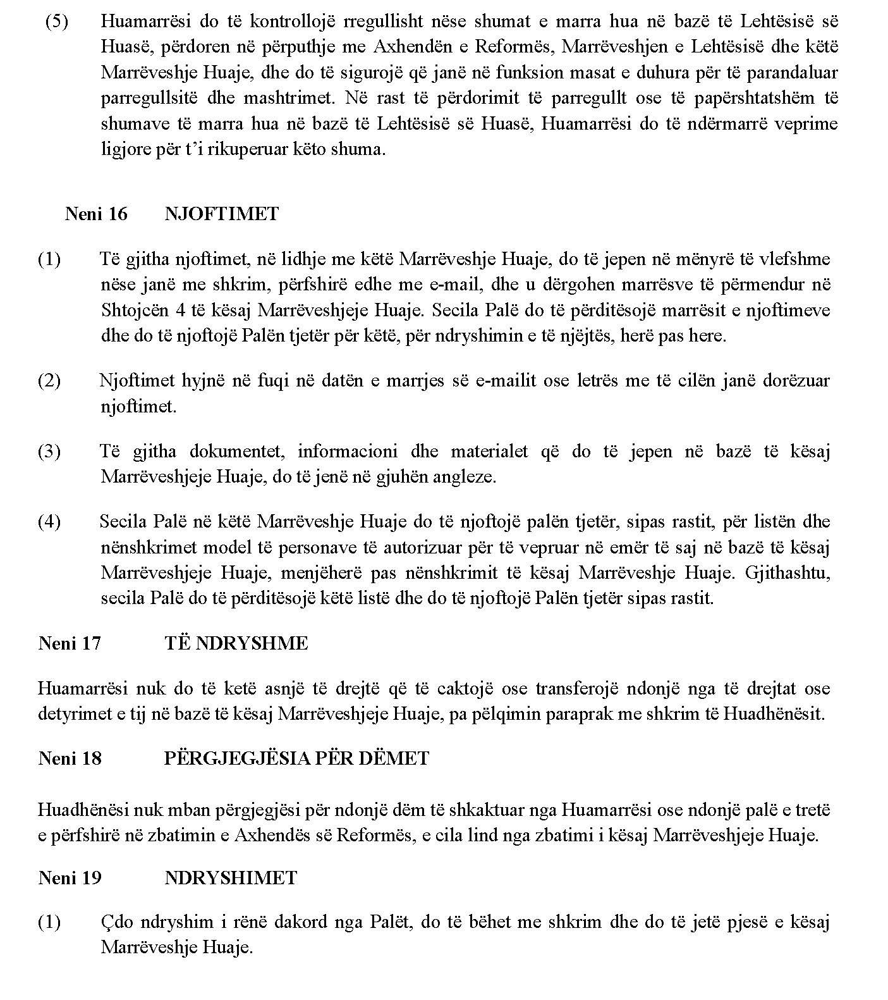 (5) Huamarrësi do të kontrollojë rregullisht nëse shumat e marra hua në bazë të Lehtësisë së
Huasë, përdoren në përputhje me Axhendën e Reformës, Marrëveshjen e Lehtësisë dhe këtë
Marrëveshje Huaje, dhe do të sigurojë që janë në funksion masat e duhura për të parandaluar
parregullsitë dhe mashtrimet. Në rast të përdorimit të parregullt ose të papërshtatshëm të
shumave të marra hua në bazë të Lehtësisë së Huasë, Huamarrësi do të ndërmarrë veprime
ligjore për t’i rikuperuar këto shuma.
Neni 16 NJOFTIMET
(1) Të gjitha njoftimet, në lidhje me këtë Marrëveshje Huaje, do të jepen në mënyrë të vlefshme
nëse janë me shkrim, përfshirë edhe me e-mail, dhe u dërgohen marrësve të përmendur në
Shtojcën 4 të kësaj Marrëveshjeje Huaje. Secila Palë do të përditësojë marrësit e njoftimeve
dhe do të njoftojë Palën tjetër për këtë, për ndryshimin e të njëjtës, herë pas here.
(2) Njoftimet hyjnë në fuqi në datën e marrjes së e-mailit ose letrës me të cilën janë dorëzuar
njoftimet.
(3) Të gjitha dokumentet, informacioni dhe materialet që do të jepen në bazë të kësaj
Marrëveshjeje Huaje, do të jenë në gjuhën angleze.
(4) Secila Palë në këtë Marrëveshje Huaje do të njoftojë palën tjetër, sipas rastit, për listën dhe
nënshkrimet model të personave të autorizuar për të vepruar në emër të saj në bazë të kësaj
Marrëveshjeje Huaje, menjëherë pas nënshkrimit të kësaj Marrëveshje Huaje. Gjithashtu,
secila Palë do të përditësojë këtë listë dhe do të njoftojë Palën tjetër sipas rastit.
Neni 17 TË NDRYSHME
Huamarrësi nuk do të ketë asnjë të drejtë që të caktojë ose transferojë ndonjë nga të drejtat ose
detyrimet e tij në bazë të kësaj Marrëveshjeje Huaje, pa pëlqimin paraprak me shkrim të Huadhënësit.
Neni 18 PËRGJEGJËSIA PËR DËMET
Huadhënësi nuk mban përgjegjësi për ndonjë dëm të shkaktuar nga Huamarrësi ose ndonjë palë e tretë
e përfshirë në zbatimin e Axhendës së Reformës, e cila lind nga zbatimi i kësaj Marrëveshjeje Huaje.
Neni 19 NDRYSHIMET
(1) Çdo ndryshim i rënë dakord nga Palët, do të bëhet me shkrim dhe do të jetë pjesë e kësaj
Marrëveshje Huaje.